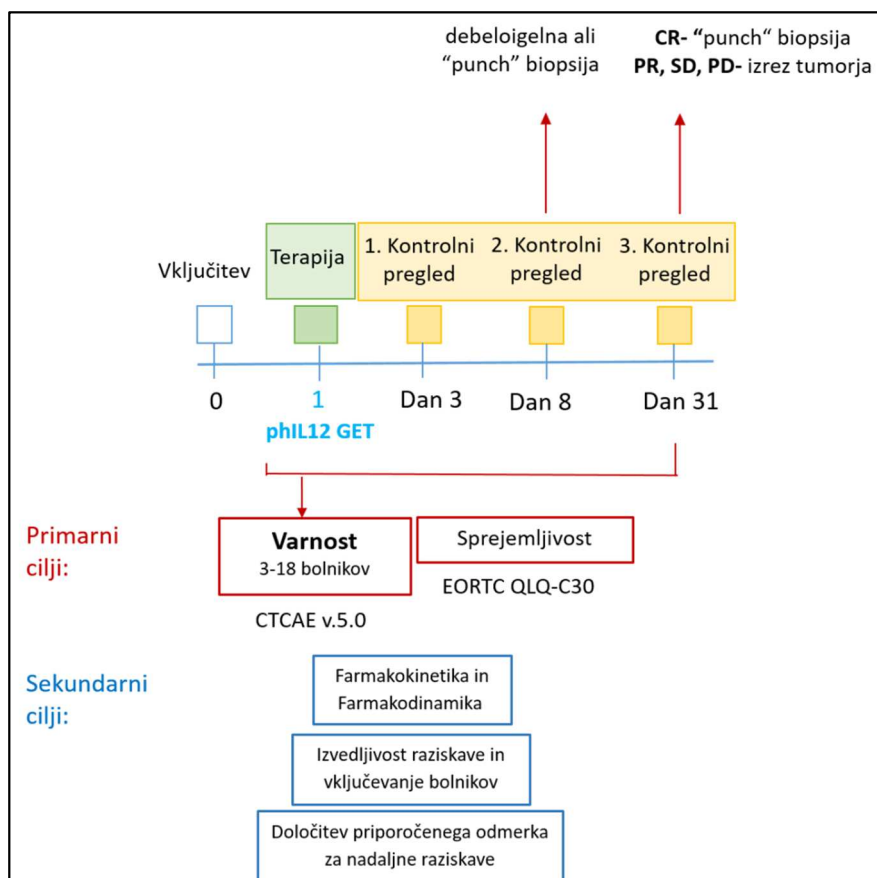 debeloigelna ali
“punch” biopsija
CR- “punch“ biopsija
PR, SD, PD- izrez tumorja
Vključitev
Terapija
1. Kontrolni
pregled
2. Kontrolni
pregled
3. Kontrolni
pregled
0
1
Dan 3
Dan 8
Dan 31
phIL12 GET
Primarni
cilji:
Varnost
3-18 bolnikov
CTCAE v.5.0
Sprejemljivost
EORTC QLQ-C30
Sekundarni
cilji:
Farmakokinetika in
Farmakodinamika
Izvedljivost raziskave in
vključevanje bolnikov
Določitev priporočenega odmerka
za nadaljne raziskave